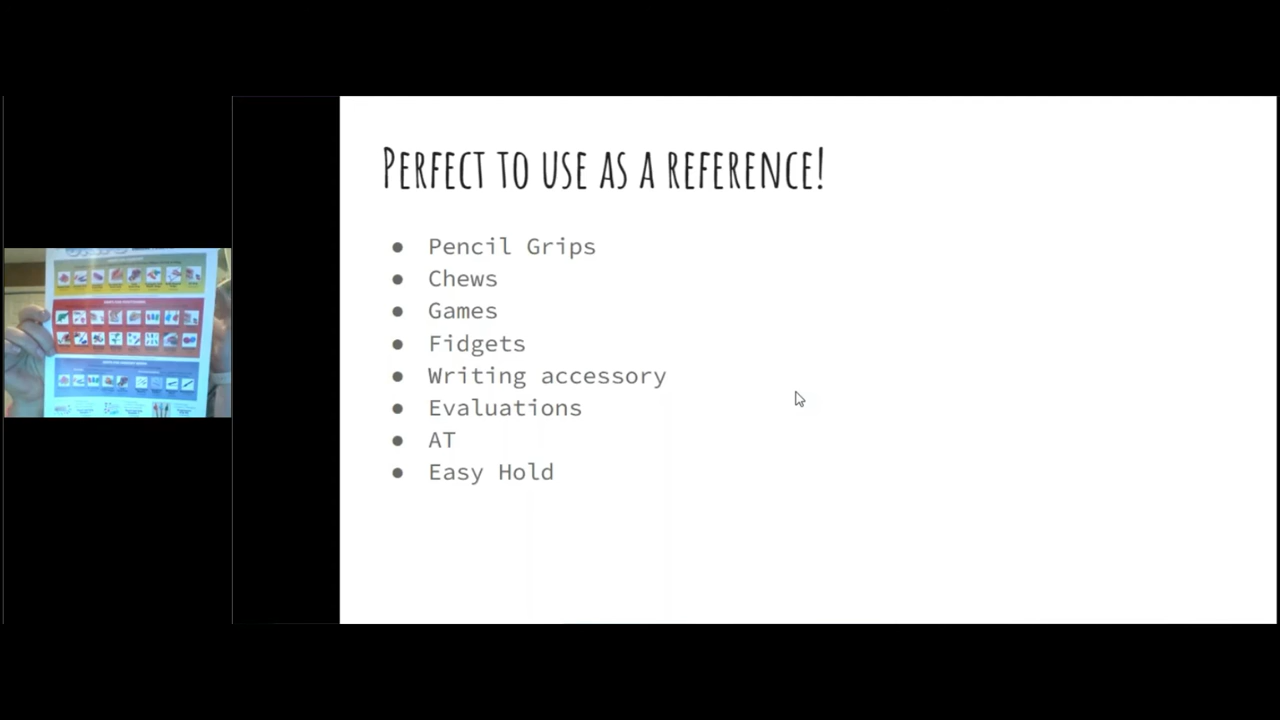 PERFECT TO USE AS A REFERENCE!
● Pencil Grips
● Chews
● Games
● Fidgets
● Writing accessory
● Evaluations
● AT
● Easy Hold